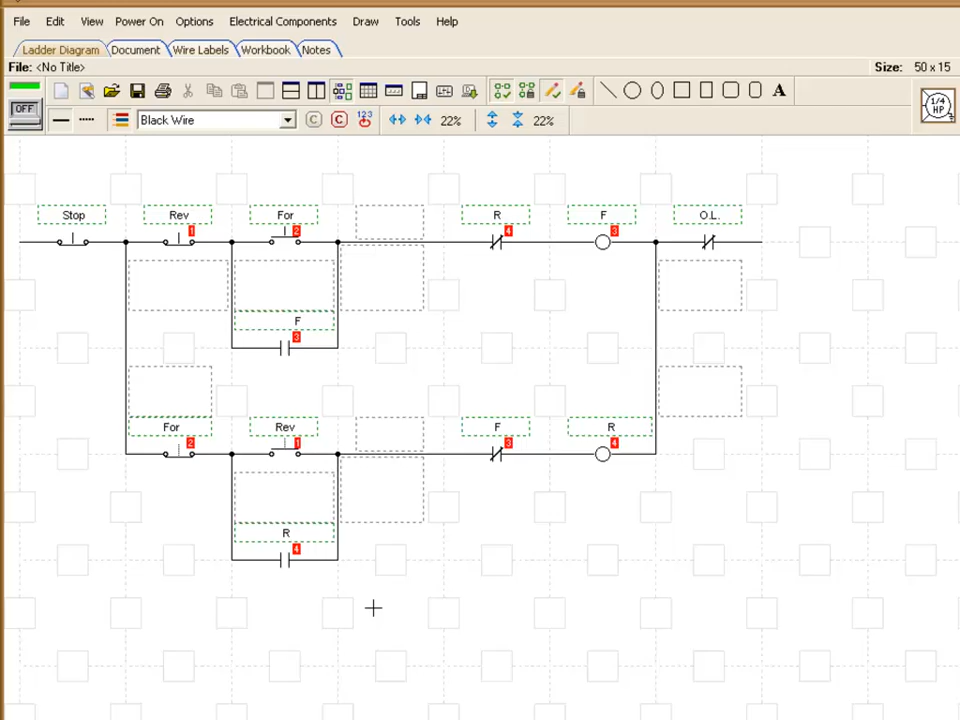 File Edit View Power On Options Electrical Components Draw Tools Help
Ladder Diagram Document Wire Labels Workbook Notes
File: <No Title> Size: 50 x 15
OFF
A
1/4 HP
Black Wire
C C 123 22% 22%
Stop Rev For R F O.L.
1 2 4 3
F
3
For Rev F R
2 1 3 4
R
4